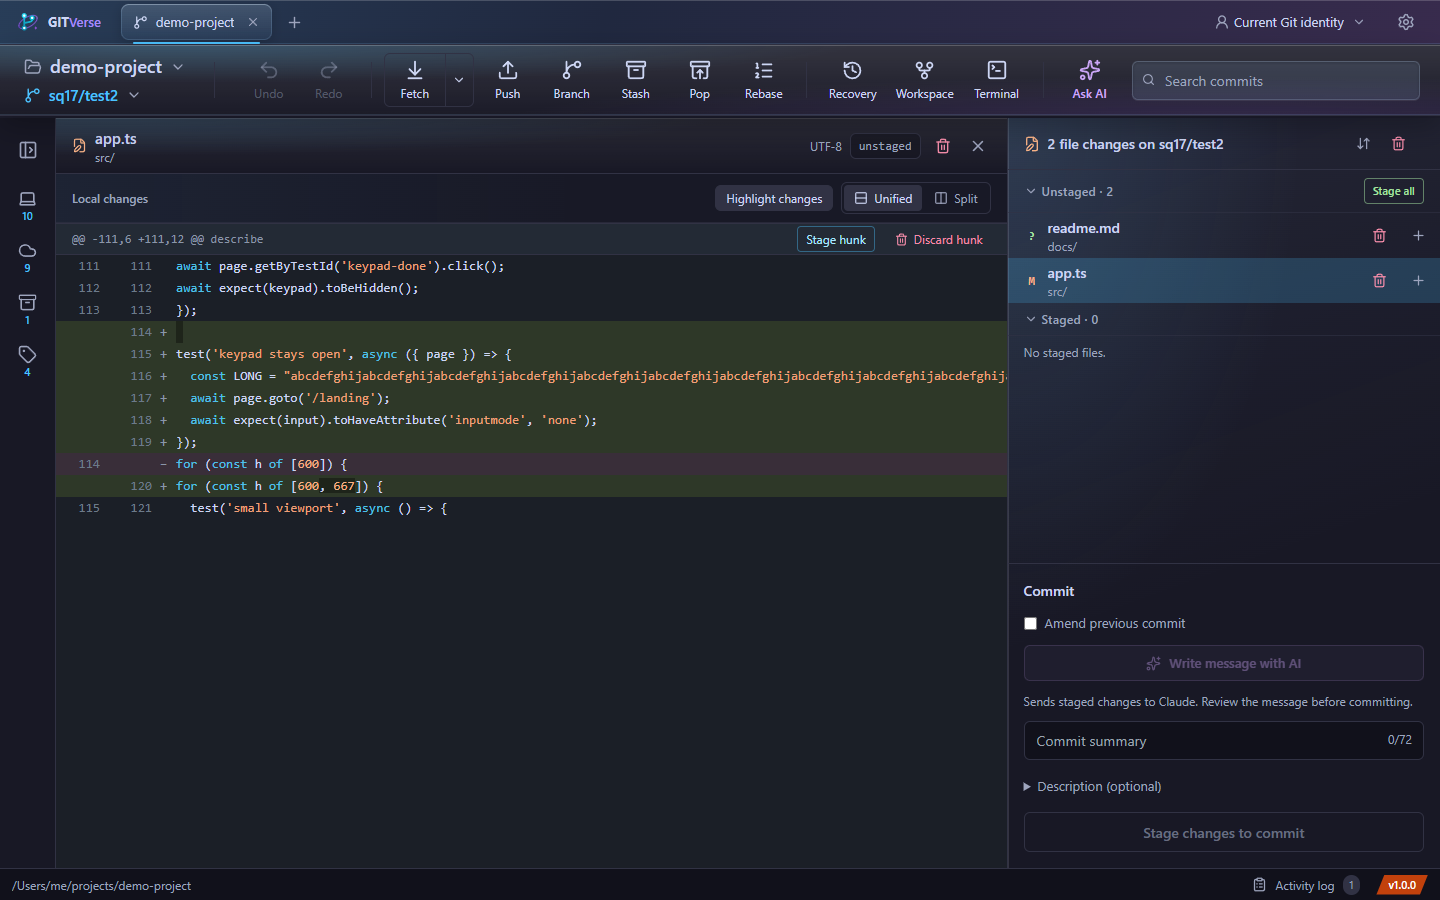 GITVerse
demo-project
Current Git identity
demo-project
sq17/test2
Undo
Redo
Fetch
Push
Branch
Stash
Pop
Rebase
Recovery
Workspace
Terminal
Ask AI
Search commits
10
9
1
4
app.ts
src/
UTF-8
unstaged
Local changes
Highlight changes
Unified
Split
@@ -111,6 +111,12 @@ describe
Stage hunk
Discard hunk
111 111 await page.getByTestId('keypad-done').click();
112 112 await expect(keypad).toBeHidden();
113 113 });
114 +
115 + test('keypad stays open', async ({ page }) => {
116 + const LONG = "abcdefghijabcdefghijabcdefghijabcdefghijabcdefghijabcdefghijabcdefghijabcdefghijabcdefghijabcdefghij
117 + await page.goto('/landing');
118 + await expect(input).toHaveAttribute('inputmode', 'none');
119 + });
114 - for (const h of [600]) {
120 + for (const h of [600, 667]) {
115 121 test('small viewport', async () => {
2 file changes on sq17/test2
Unstaged · 2
Stage all
? readme.md
docs/
M app.ts
src/
Staged · 0
No staged files.
Commit
Amend previous commit
Write message with AI
Sends staged changes to Claude. Review the message before committing.
Commit summary
0/72
Description (optional)
Stage changes to commit
/Users/me/projects/demo-project
Activity log 1
v1.0.0